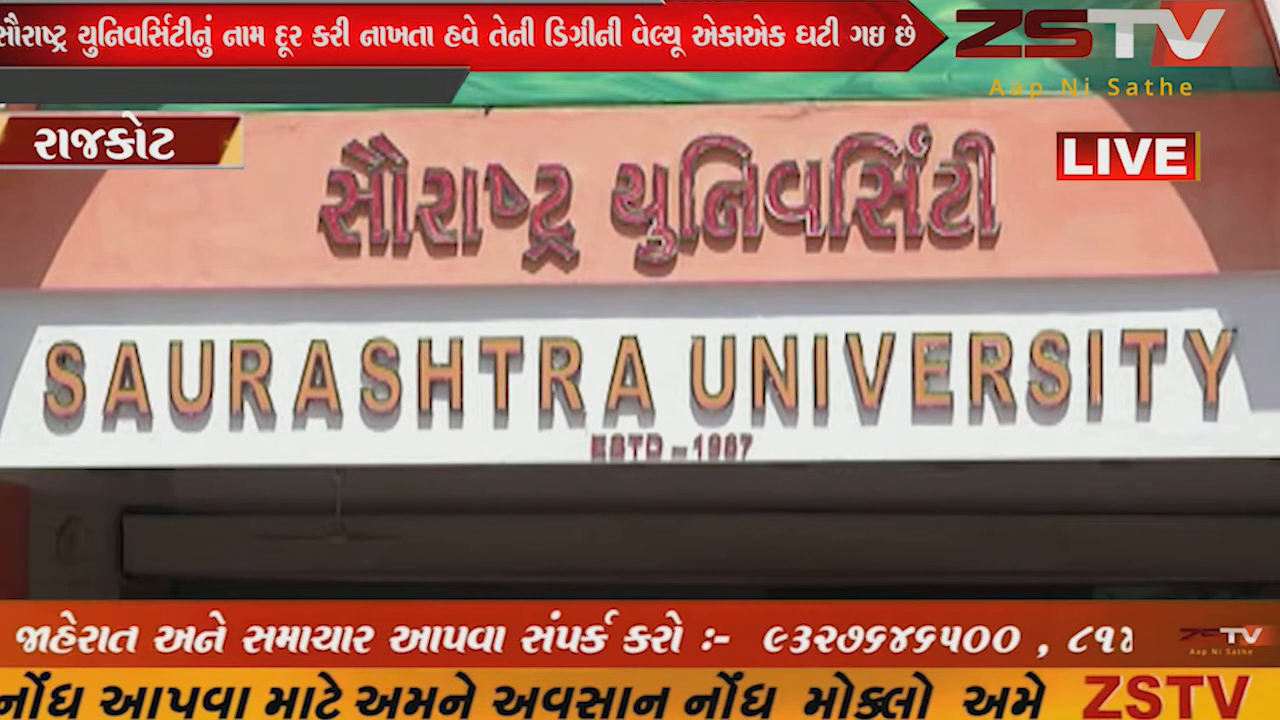 સૌરાષ્ટ્ર યુનિવર્સિટીનું નામ દૂર કરી નાખતા હવે તેની ડિગ્રીની વેલ્યૂ એકાએક ઘટી ગઇ છે
ZSTV
Aap Ni Sathe
રાજકોટ
LIVE
સૌરાષ્ટ્ર યુનિવર્સિંટી
SAURASHTRA UNIVERSITY
ESTD - 1967
જાહેરાત અને સમાચાર આપવા સંપર્ક કરો :- ૯૩૨૭૬૪૬૫૦૦ , ૮૧
ZSTV
Aap Ni Sathe
નોંધ આપવા માટે અમને અવસાન નોંધ મોકલો અમે ZSTV